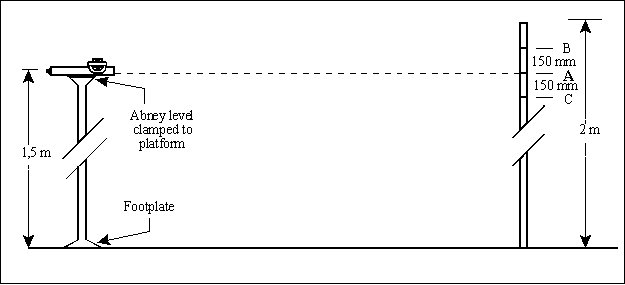 B
150 mm
A
150 mm
C
Abney level
clamped to
platform
1,5 m
2 m
Footplate